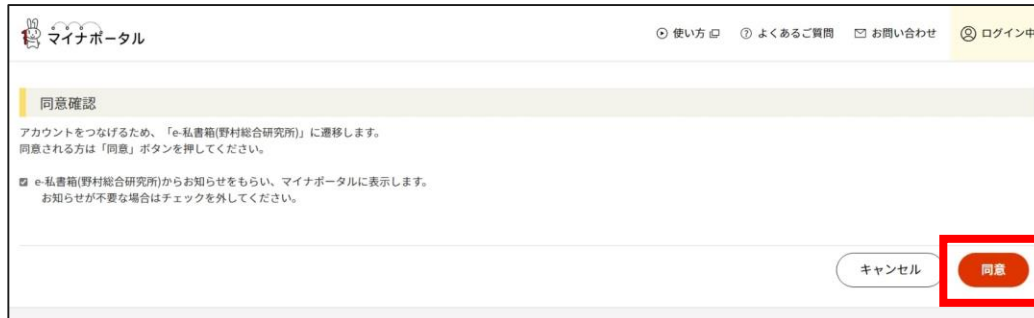 マイナポータル
使い方
よくあるご質問
お問い合わせ
ログイン中
同意確認
アカウントをつなげるため、「e-私書箱(野村総合研究所)」に遷移します。
同意される方は「同意」ボタンを押してください。
e-私書箱(野村総合研究所)からお知らせをもらい、マイナポータルに表示します。
お知らせが不要な場合はチェックを外してください。
キャンセル
同意